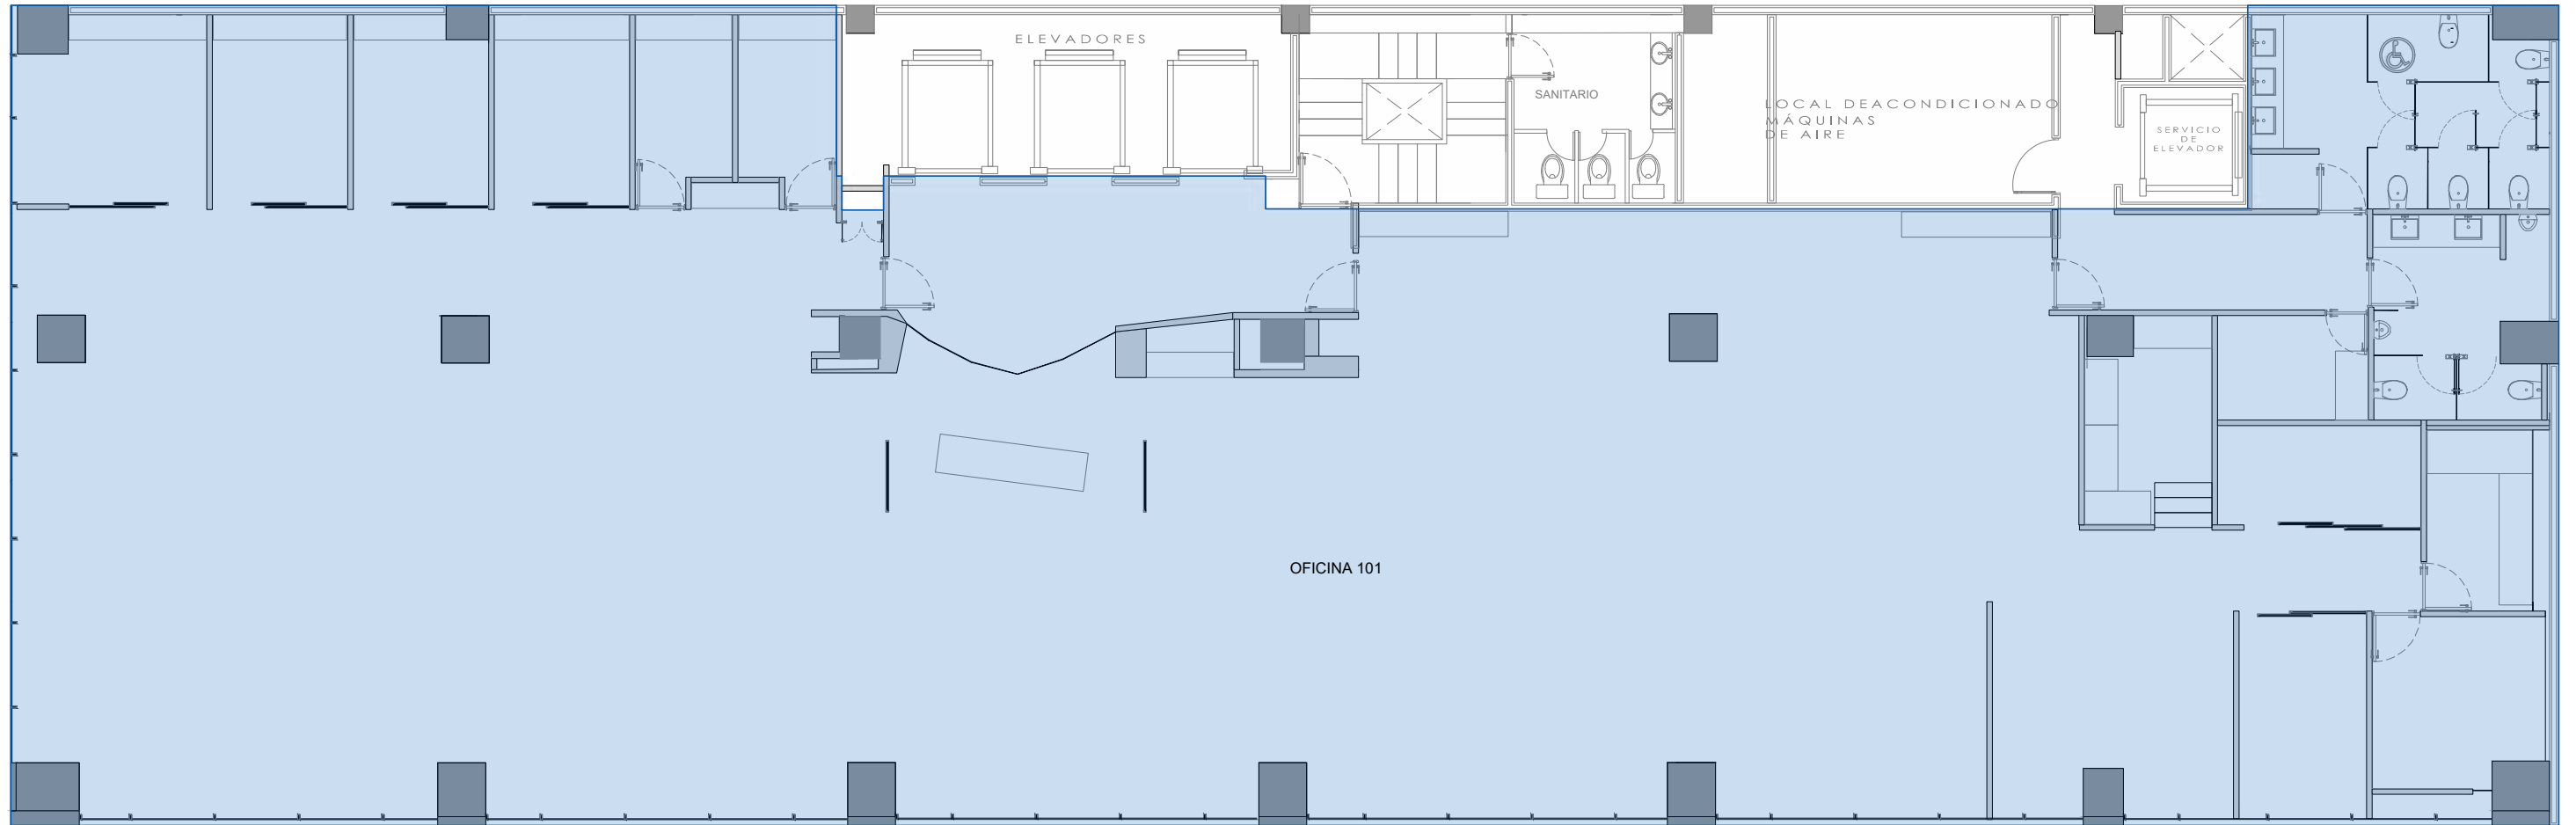 ELEVADORES
SANITARIO
LOCAL DEACONDICIONADO
MÁQUINAS
DE AIRE
SERVICIO
DE
ELEVADOR
OFICINA 101